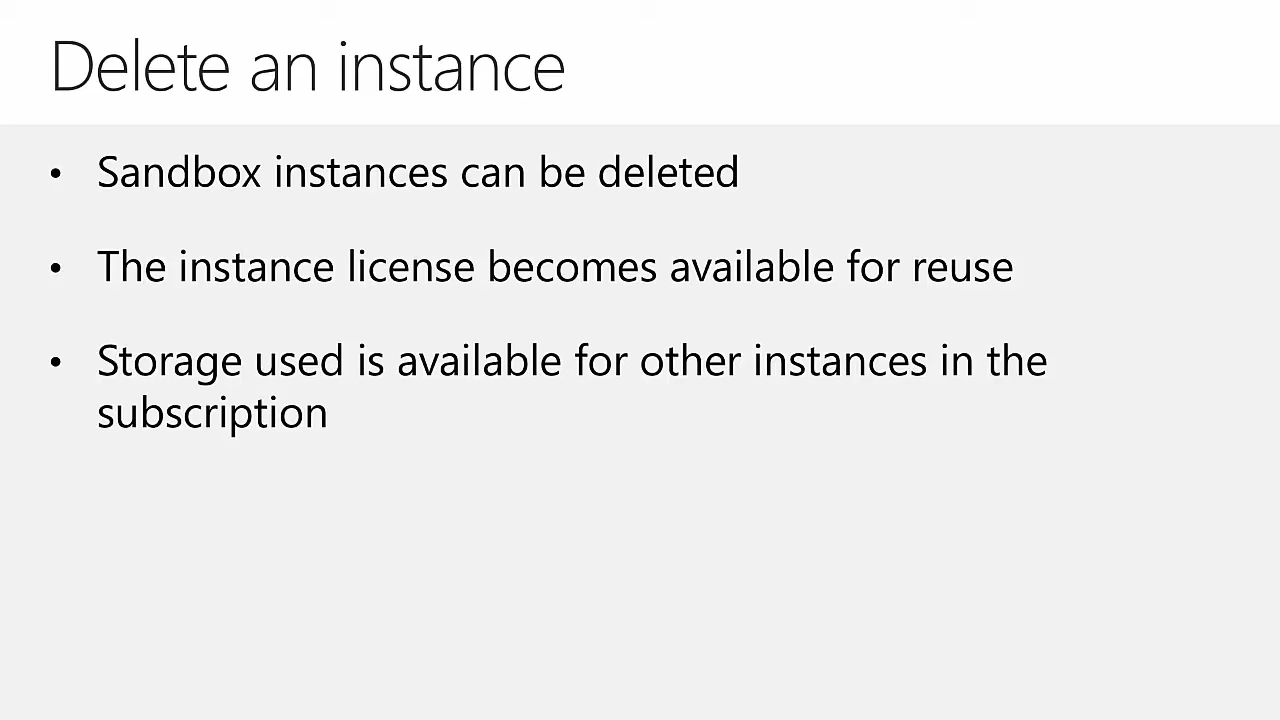 Delete an instance
• Sandbox instances can be deleted
• The instance license becomes available for reuse
• Storage used is available for other instances in the
subscription